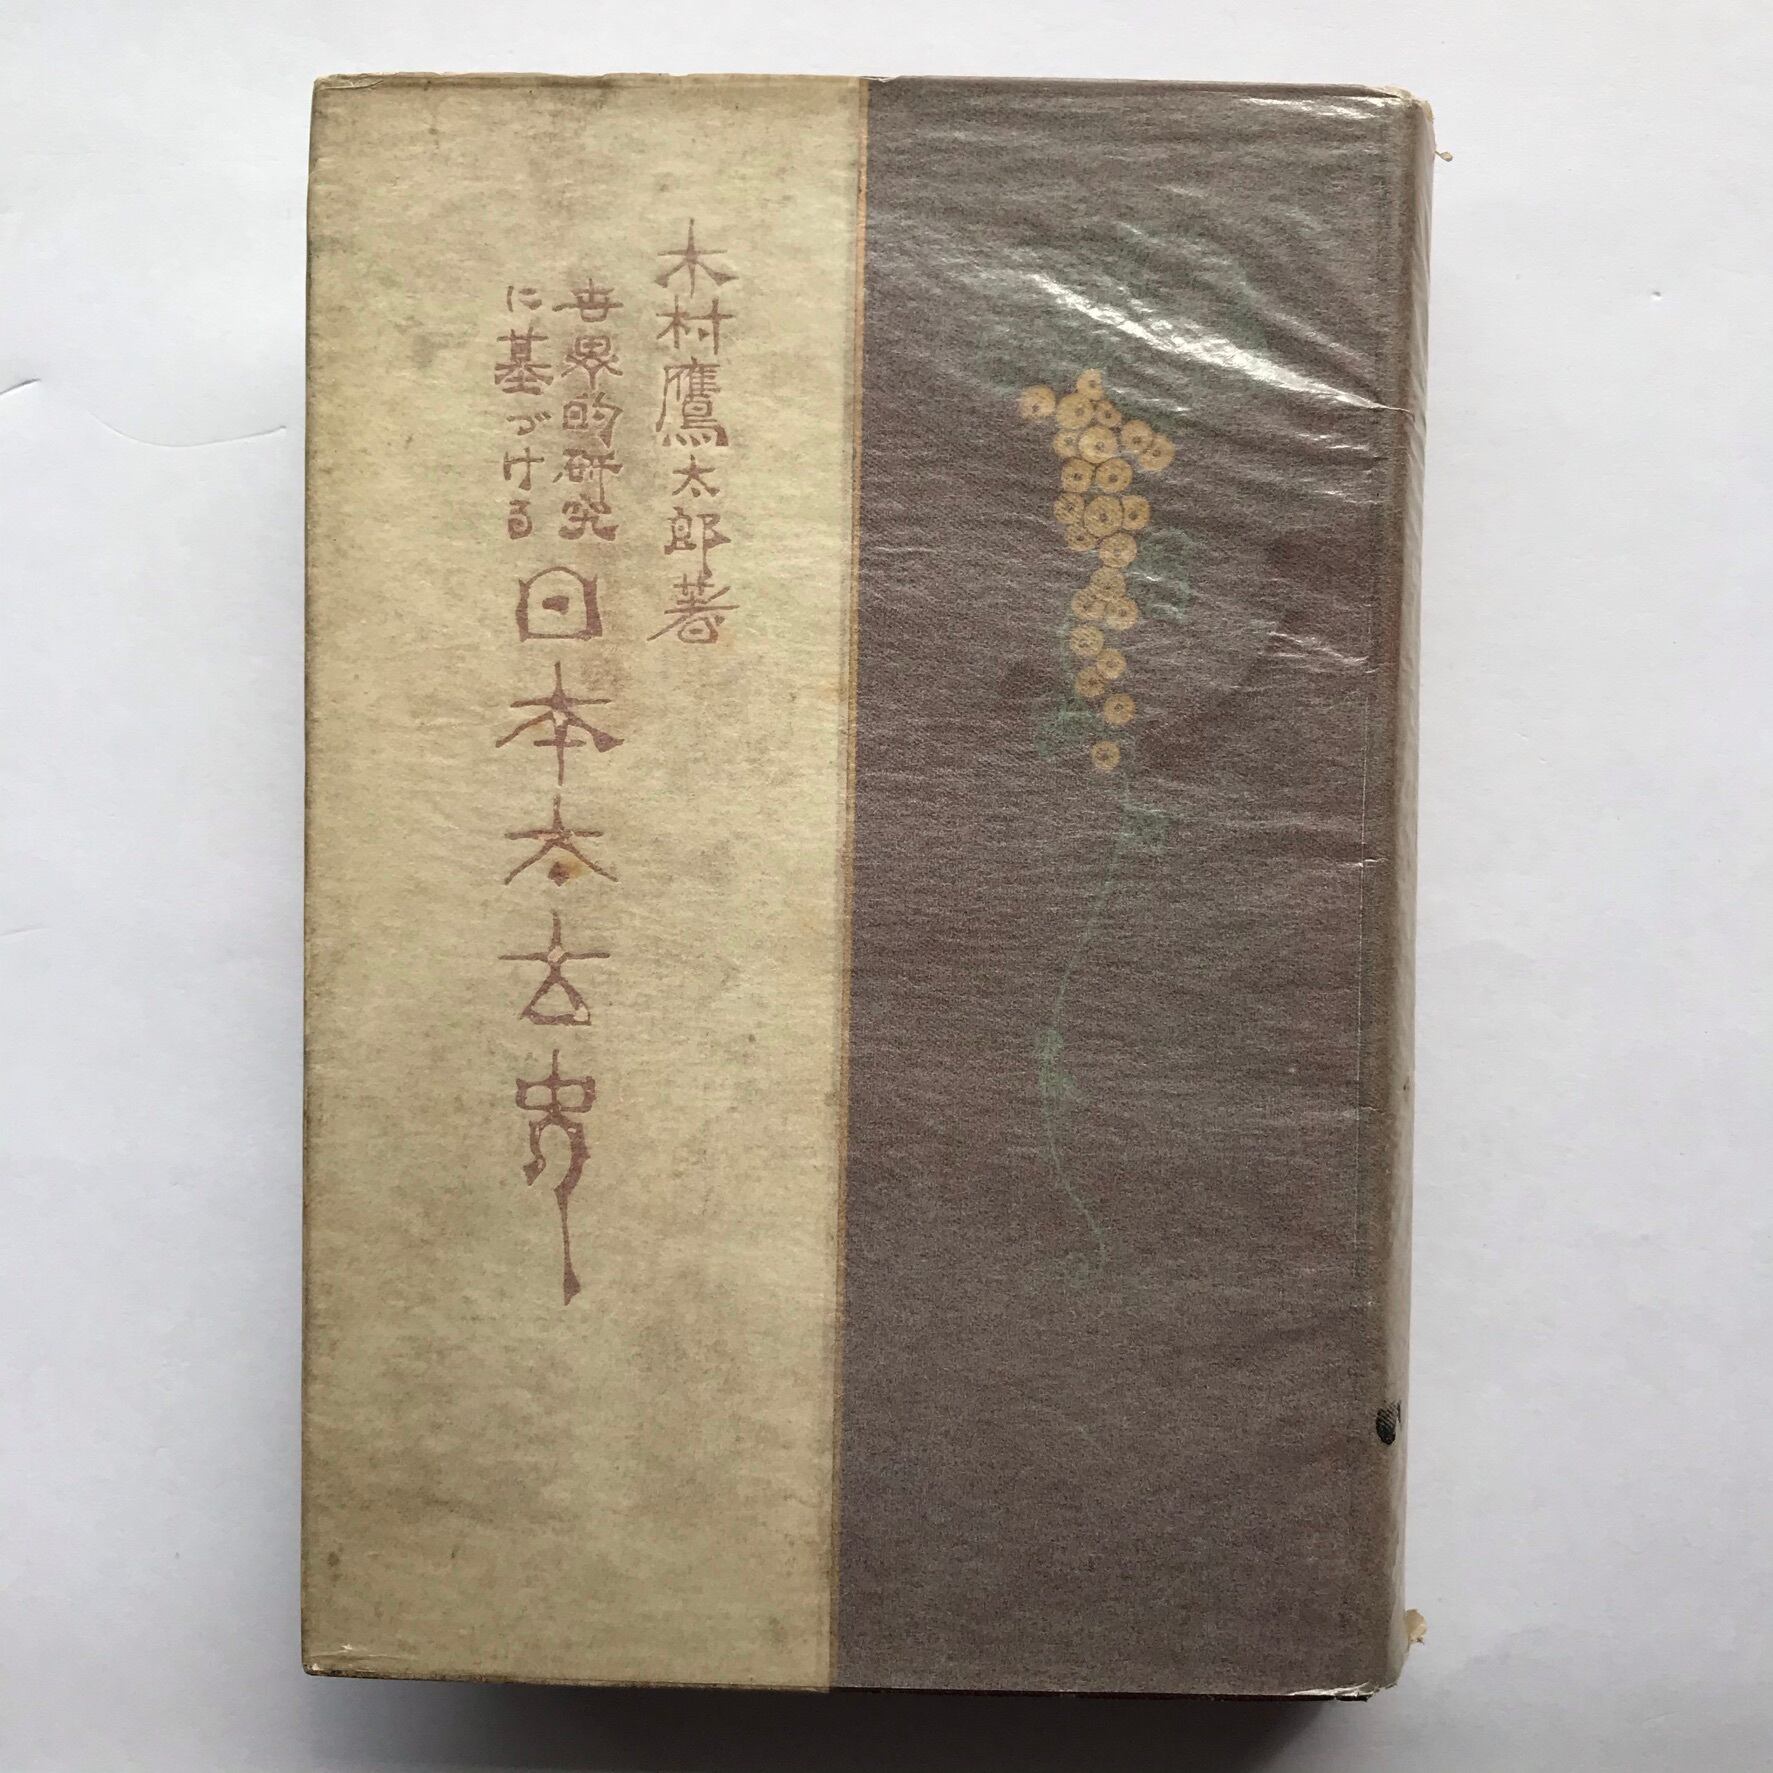 木村鷹太郎著
世界的研究
に基づける
日本太古史